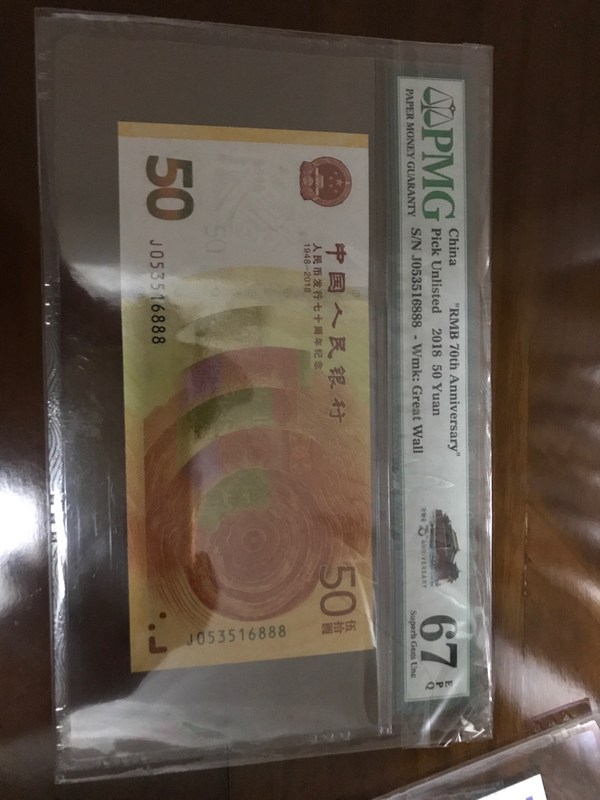 PMG
PAPER MONEY GUARANTY
China "RMB 70th Anniversary"
Pick Unlisted 2018 50 Yuan
S/N J053516888 - Wmk: Great Wall
ANNIVERSARY
67 EPQ
Superb Gem Unc
中国人民银行
人民币发行七十周年纪念
1948-2018
50
J053516888
50
伍拾圆
J053516888